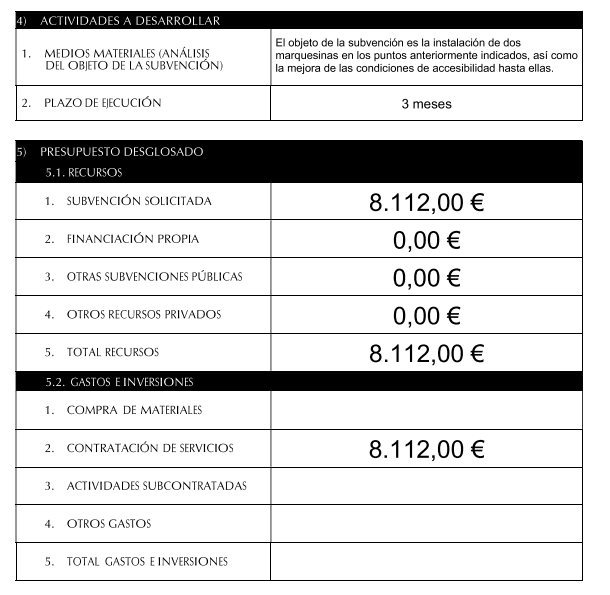 4) ACTIVIDADES A DESARROLLAR
1. MEDIOS MATERIALES (ANÁLISIS
DEL OBJETO DE LA SUBVENCIÓN)
El objeto de la subvención es la instalación de dos
marquesinas en los puntos anteriormente indicados, así como
la mejora de las condiciones de accesibilidad hasta ellas.
2. PLAZO DE EJECUCIÓN 3 meses
5) PRESUPUESTO DESGLOSADO
5.1. RECURSOS
1. SUBVENCIÓN SOLICITADA 8.112,00 €
2. FINANCIACIÓN PROPIA 0,00 €
3. OTRAS SUBVENCIONES PÚBLICAS 0,00 €
4. OTROS RECURSOS PRIVADOS 0,00 €
5. TOTAL RECURSOS 8.112,00 €
5.2. GASTOS E INVERSIONES
1. COMPRA DE MATERIALES
2. CONTRATACIÓN DE SERVICIOS 8.112,00 €
3. ACTIVIDADES SUBCONTRATADAS
4. OTROS GASTOS
5. TOTAL GASTOS E INVERSIONES